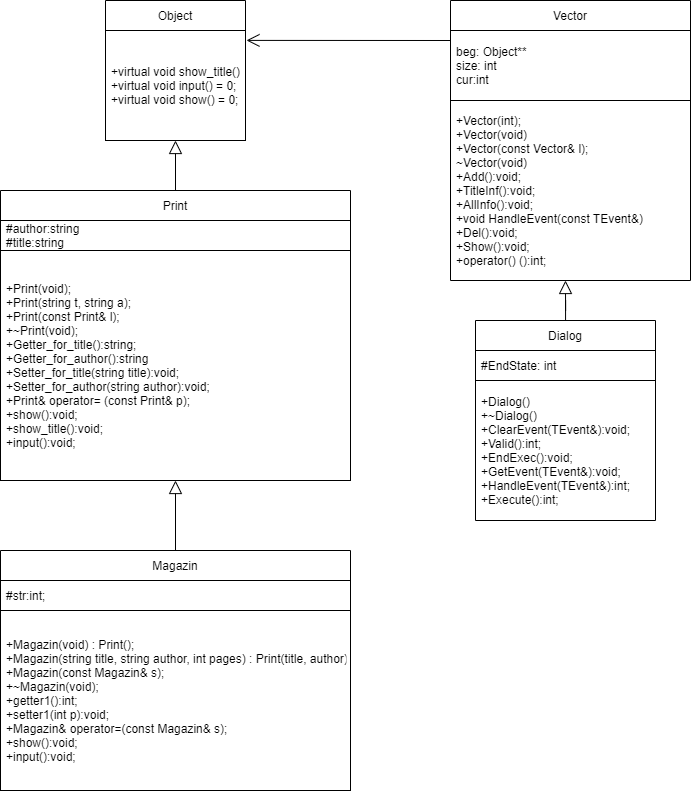 Object
+virtual void show_title()
+virtual void input() = 0;
+virtual void show() = 0;
Vector
beg: Object**
size: int
cur:int
+Vector(int);
+Vector(void)
+Vector(const Vector& l);
~Vector(void)
+Add():void;
+TitleInf():void;
+AllInfo():void;
+void HandleEvent(const TEvent&)
+Del():void;
+Show():void;
+operator() ():int;
Print
#author:string
#title:string
+Print(void);
+Print(string t, string a);
+Print(const Print& l);
+~Print(void);
+Getter_for_title():string;
+Getter_for_author():string
+Setter_for_title(string title):void;
+Setter_for_author(string author):void;
+Print& operator= (const Print& p);
+show():void;
+show_title():void;
+input():void;
Dialog
#EndState: int
+Dialog()
+~Dialog()
+ClearEvent(TEvent&):void;
+Valid():int;
+EndExec():void;
+GetEvent(TEvent&):void;
+HandleEvent(TEvent&):int;
+Execute():int;
Magazin
#str:int;
+Magazin(void) : Print();
+Magazin(string title, string author, int pages) : Print(title, author)
+Magazin(const Magazin& s);
+~Magazin(void);
+getter1():int;
+setter1(int p):void;
+Magazin& operator=(const Magazin& s);
+show():void;
+input():void;